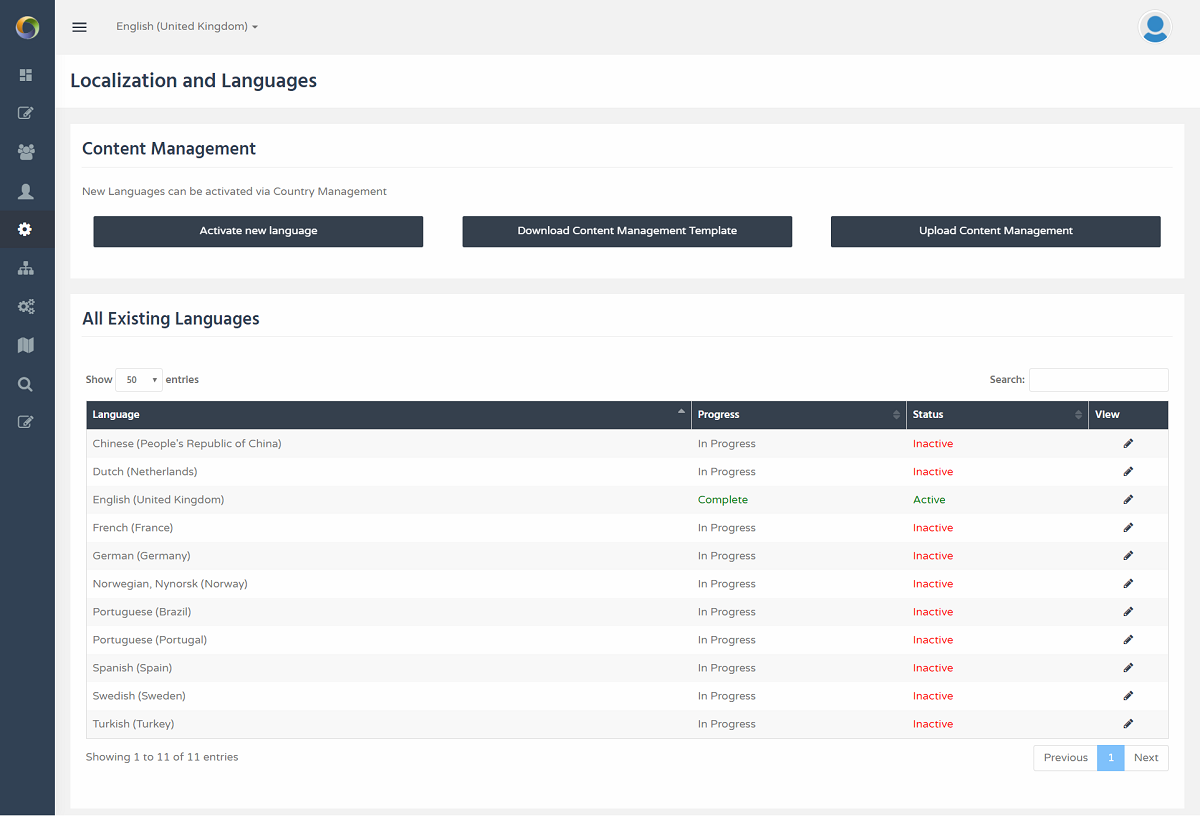 English (United Kingdom)
Localization and Languages
Content Management
New Languages can be activated via Country Management
Activate new language Download Content Management Template Upload Content Management
All Existing Languages
Show 50 entries Search:
Language Progress Status View
Chinese (People's Republic of China) In Progress Inactive
Dutch (Netherlands) In Progress Inactive
English (United Kingdom) Complete Active
French (France) In Progress Inactive
German (Germany) In Progress Inactive
Norwegian, Nynorsk (Norway) In Progress Inactive
Portuguese (Brazil) In Progress Inactive
Portuguese (Portugal) In Progress Inactive
Spanish (Spain) In Progress Inactive
Swedish (Sweden) In Progress Inactive
Turkish (Turkey) In Progress Inactive
Showing 1 to 11 of 11 entries Previous 1 Next